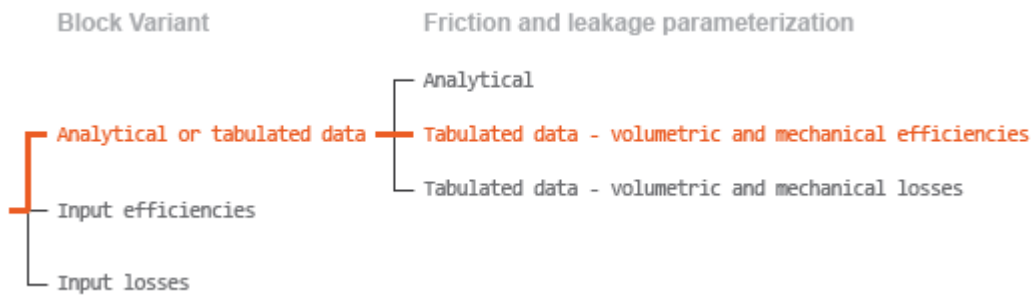 Block Variant
Friction and leakage parameterization
Analytical
Analytical or tabulated data
Tabulated data - volumetric and mechanical efficiencies
Tabulated data - volumetric and mechanical losses
Input efficiencies
Input losses